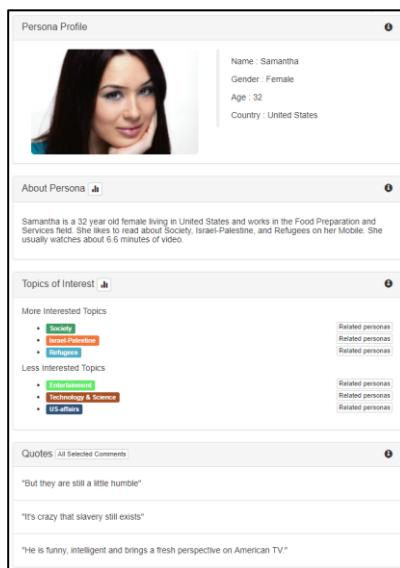 Persona Profile
Name : Samantha
Gender : Female
Age : 32
Country : United States
About Persona
Samantha is a 32 year old female living in United States and works in the Food Preparation and
Services field. She likes to read about Society, Israel-Palestine, and Refugees on her Mobile. She
usually watches about 6.6 minutes of video.
Topics of Interest
More Interested Topics
Society Related personas
Israel-Palestine Related personas
Refugees Related personas
Less Interested Topics
Entertainment Related personas
Technology & Science Related personas
US-affairs Related personas
Quotes All Selected Comments
"But they are still a little humble"
"It's crazy that slavery still exists"
"He is funny, intelligent and brings a fresh perspective on American TV."